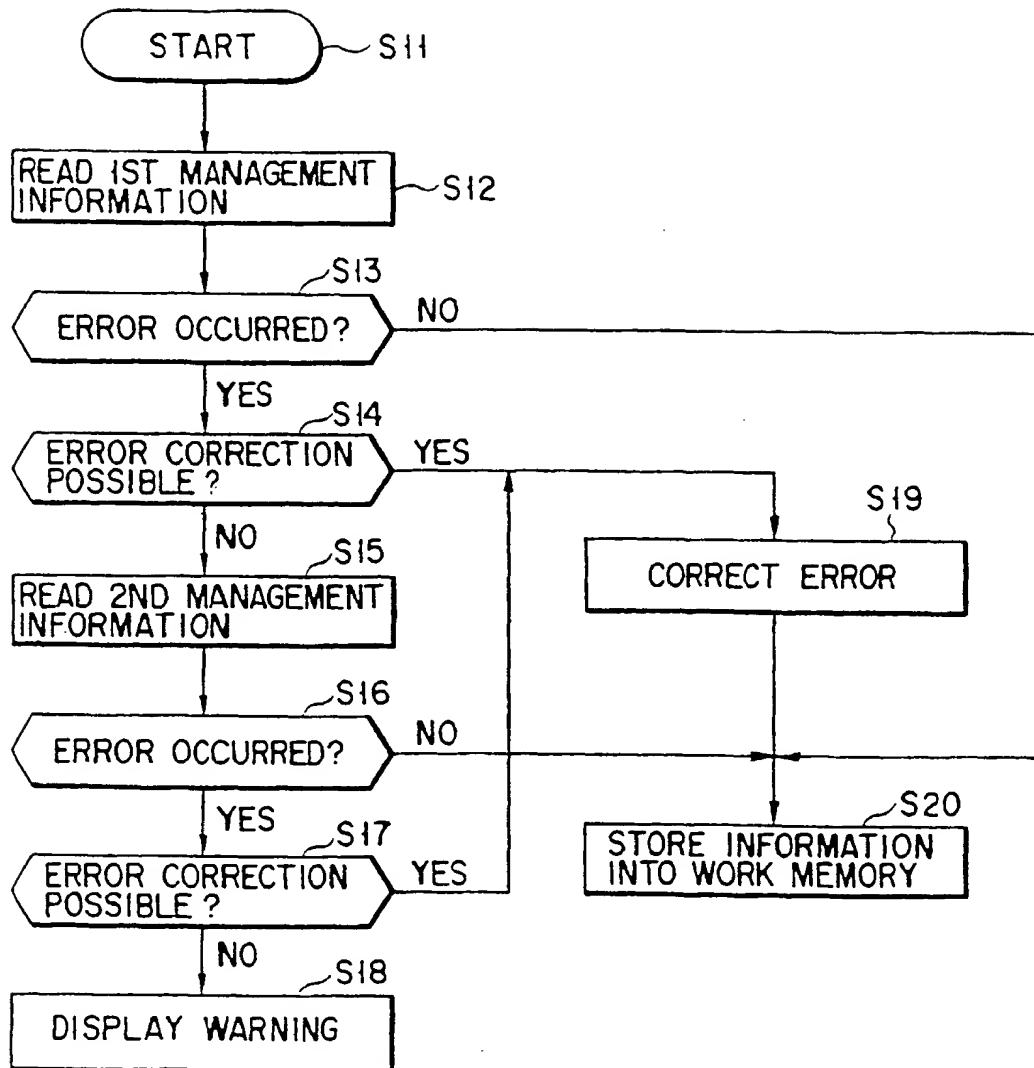 START
S11
READ 1ST MANAGEMENT
INFORMATION
S12
S13
ERROR OCCURRED?
NO
YES
S14
ERROR CORRECTION
POSSIBLE?
YES
NO
S19
CORRECT ERROR
S15
READ 2ND MANAGEMENT
INFORMATION
S16
ERROR OCCURRED?
NO
YES
S20
STORE INFORMATION
INTO WORK MEMORY
S17
ERROR CORRECTION
POSSIBLE?
YES
NO
S18
DISPLAY WARNING